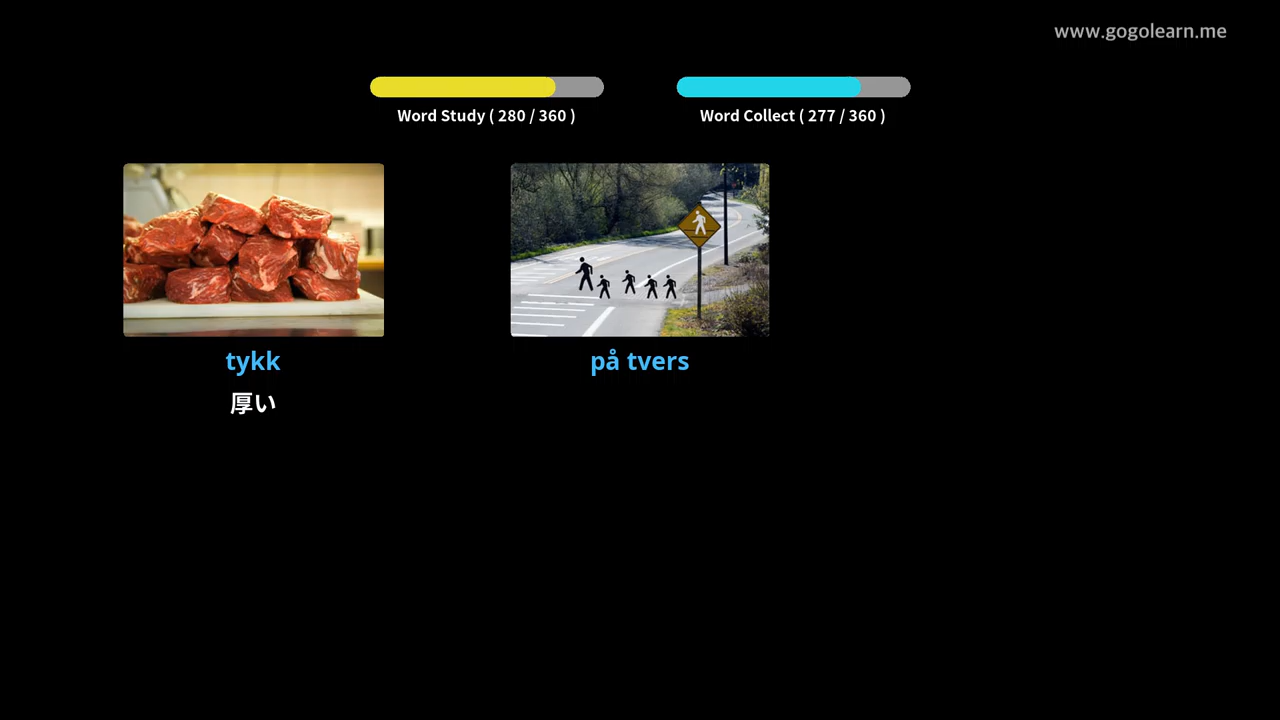 www.gogolearn.me
Word Study ( 280 / 360 )
Word Collect ( 277 / 360 )
tykk
på tvers
厚い